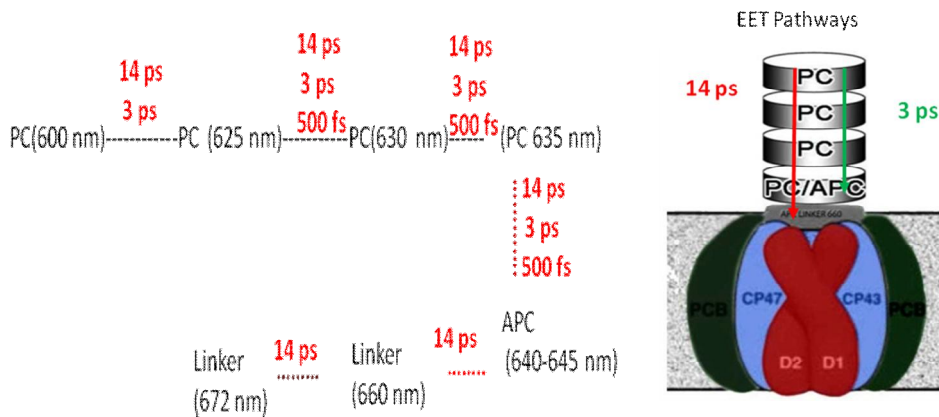 14 ps
3 ps
14 ps
3 ps
500 fs
14 ps
3 ps
500 fs
PC(600 nm)-----------PC (625 nm)-----------PC(630 nm)------(PC 635 nm)
14 ps
3 ps
500 fs
APC
(640-645 nm)
14 ps
Linker
(660 nm)
14 ps
Linker
(672 nm)
EET Pathways
14 ps
3 ps
PC
PC
PC
PC/APC
LINKER 660
PCB
CP47
CP43
PCB
D2
D1